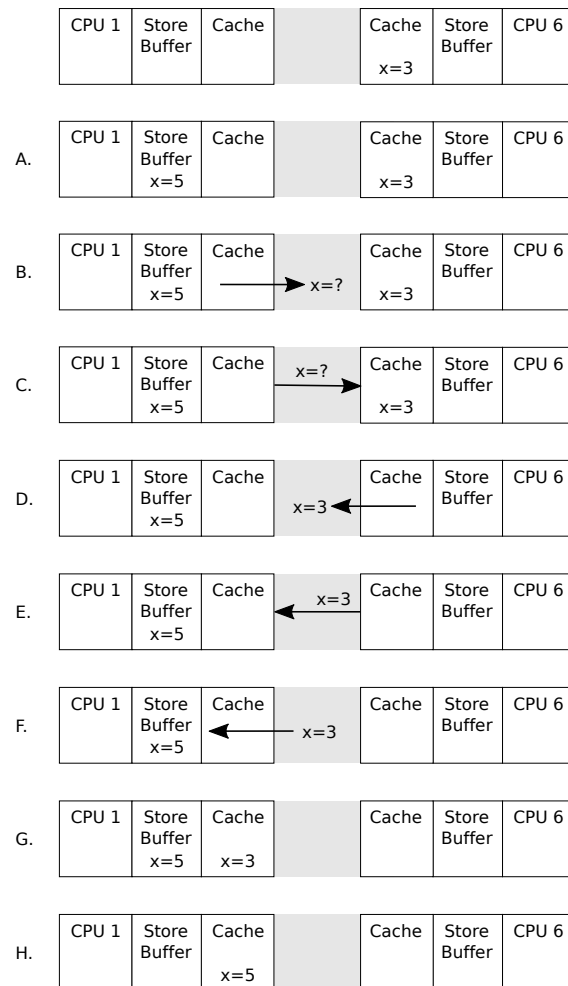 CPU 1 Store Buffer Cache Cache x=3 Store Buffer CPU 6
A. CPU 1 Store Buffer x=5 Cache Cache x=3 Store Buffer CPU 6
B. CPU 1 Store Buffer x=5 Cache x=? Cache x=3 Store Buffer CPU 6
C. CPU 1 Store Buffer x=5 Cache x=? Cache x=3 Store Buffer CPU 6
D. CPU 1 Store Buffer x=5 Cache x=3 Cache Store Buffer CPU 6
E. CPU 1 Store Buffer x=5 Cache x=3 Cache Store Buffer CPU 6
F. CPU 1 Store Buffer x=5 Cache x=3 Cache Store Buffer CPU 6
G. CPU 1 Store Buffer x=5 Cache x=3 Cache Store Buffer CPU 6
H. CPU 1 Store Buffer Cache x=5 Cache Store Buffer CPU 6